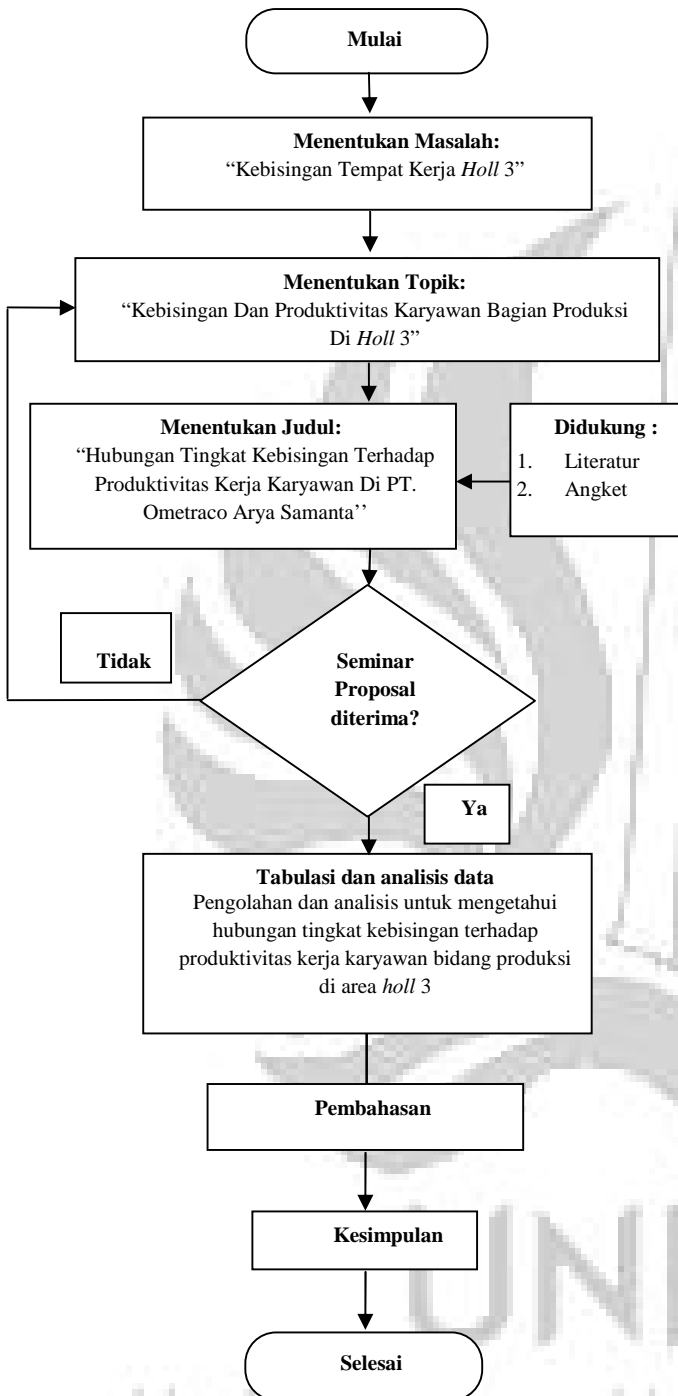 Mulai
Menentukan Masalah:
“Kebisingan Tempat Kerja Holl 3”
Menentukan Topik:
“Kebisingan Dan Produktivitas Karyawan Bagian Produksi
Di Holl 3”
Menentukan Judul:
“Hubungan Tingkat Kebisingan Terhadap
Produktivitas Kerja Karyawan Di PT.
Ometraco Arya Samanta’’
Didukung :
1. Literatur
2. Angket
Tidak
Seminar
Proposal
diterima?
Ya
Tabulasi dan analisis data
Pengolahan dan analisis untuk mengetahui
hubungan tingkat kebisingan terhadap
produktivitas kerja karyawan bidang produksi
di area holl 3
Pembahasan
Kesimpulan
Selesai